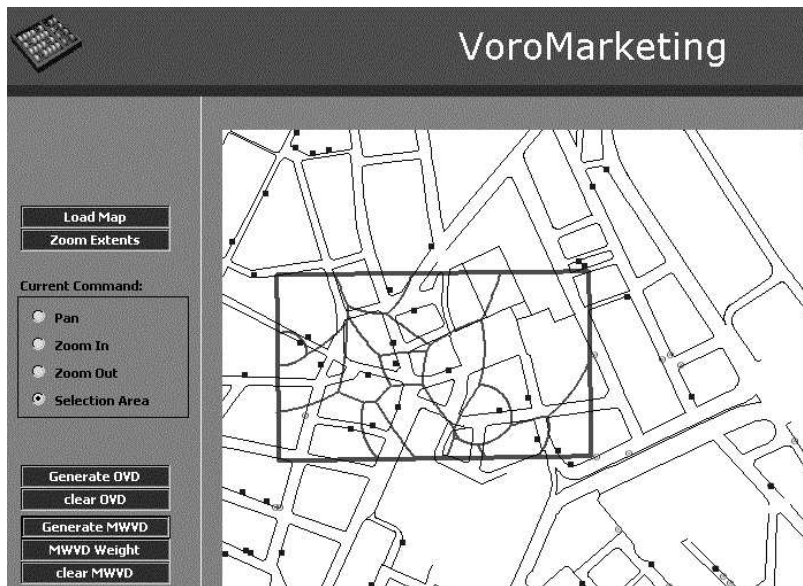 VoroMarketing
Load Map
Zoom Extents
Current Command:
Pan
Zoom In
Zoom Out
Selection Area
Generate OVD
clear OVD
Generate MWVD
MWVD Weight
clear MWVD